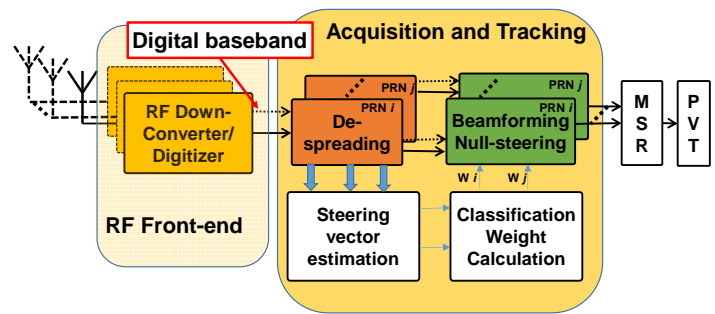 Digital baseband
Acquisition and Tracking
RF Down-
Converter/
Digitizer
RF Front-end
PRN j
PRN i
De-
spreading
PRN j
PRN i
Beamforming
Null-steering
W i
W j
Steering
vector
estimation
Classification
Weight
Calculation
M
S
R
P
V
T